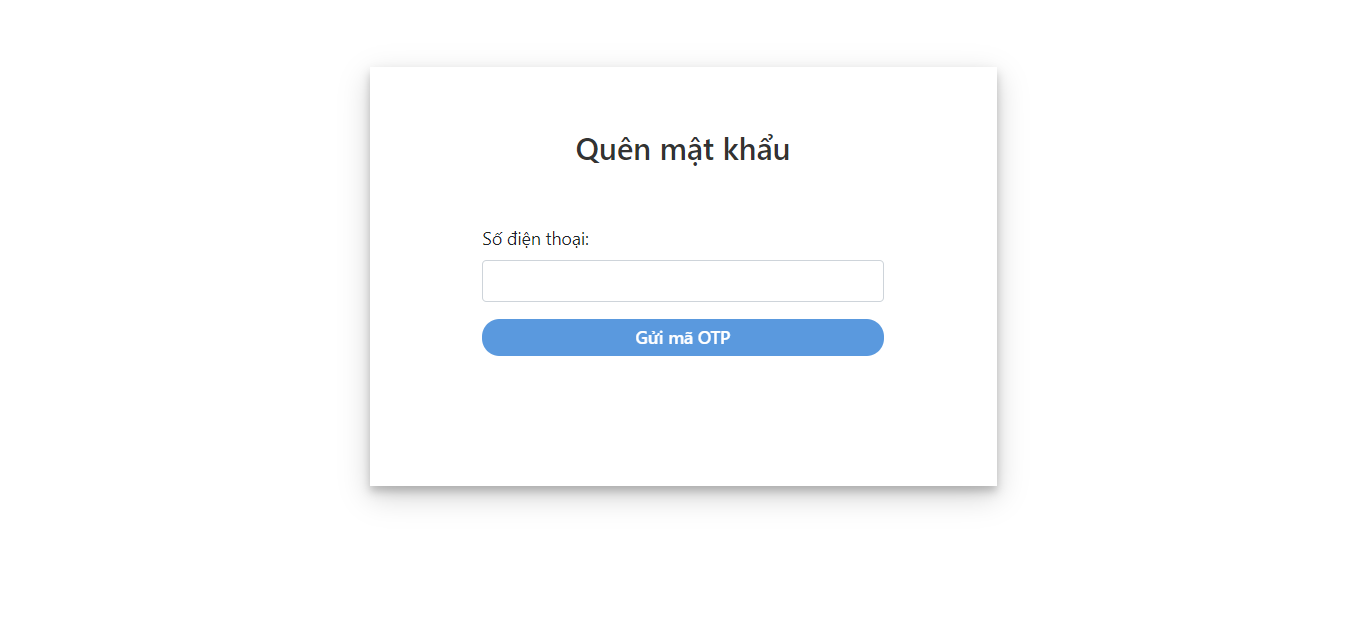 Quên mật khẩu
Số điện thoại:
Gửi mã OTP